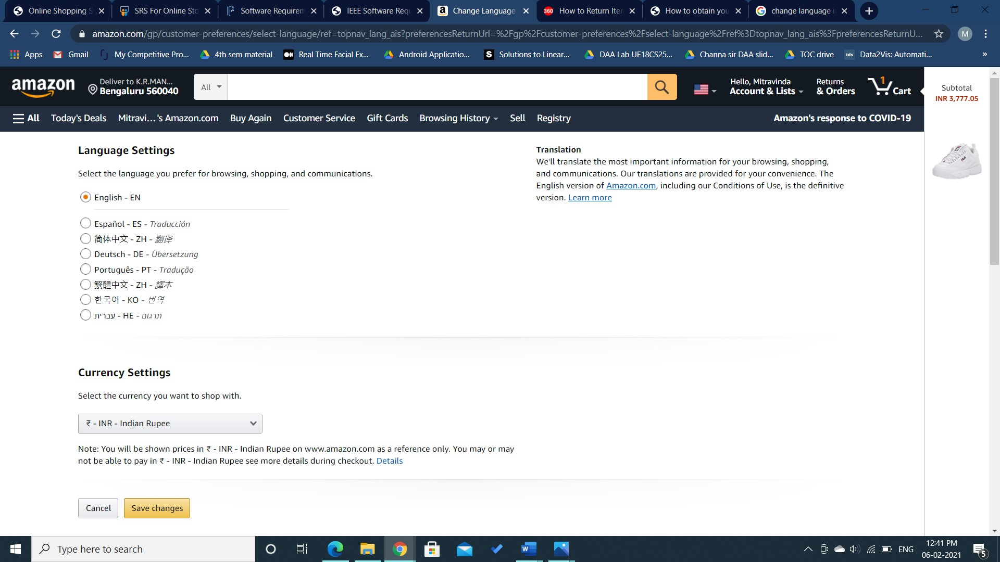 Online Shopping S
SRS For Online Sto
Software Requirem
IEEE Software Requ
Change Language
How to Return Iten
How to obtain you
change language i
amazon.com/gp/customer-preferences/select-language/ref=topnav_lang_ais?preferencesReturnUrl=%2Fgp%2Fcustomer-preferences%2Fselect-language%2Fref%3Dtopnav_lang_ais%3FpreferencesReturnU...
M
Apps
Gmail
My Competitive Pro...
4th sem material
Real Time Facial Ex...
Android Applicatio...
Solutions to Linear...
DAA Lab UE18CS25...
Channa sir DAA slid...
TOC drive
tds
Data2Vis: Automati...
»
amazon
Deliver to K.R.MAN...
Bengaluru 560040
All
Hello, Mitravinda
Account & Lists
Returns
& Orders
1
Cart
Subtotal
INR 3,777.05
All
Today's Deals
Mitravi...'s Amazon.com
Buy Again
Customer Service
Gift Cards
Browsing History
Sell
Registry
Amazon's response to COVID-19
Language Settings
Select the language you prefer for browsing, shopping, and communications.
English - EN
Español - ES - Traducción
简体中文 - ZH - 翻译
Deutsch - DE - Übersetzung
Português - PT - Tradução
繁體中文 - ZH - 譯本
한국어 - KO - 번역
עברית - HE - תרגום
Translation
We'll translate the most important information for your browsing, shopping,
and communications. Our translations are provided for your convenience. The
English version of Amazon.com, including our Conditions of Use, is the definitive
version. Learn more
Currency Settings
Select the currency you want to shop with.
₹ - INR - Indian Rupee
Note: You will be shown prices in ₹ - INR - Indian Rupee on www.amazon.com as a reference only. You may or may
not be able to pay in ₹ - INR - Indian Rupee see more details during checkout. Details
Cancel
Save changes
Type here to search
ENG
12:41 PM
06-02-2021
5